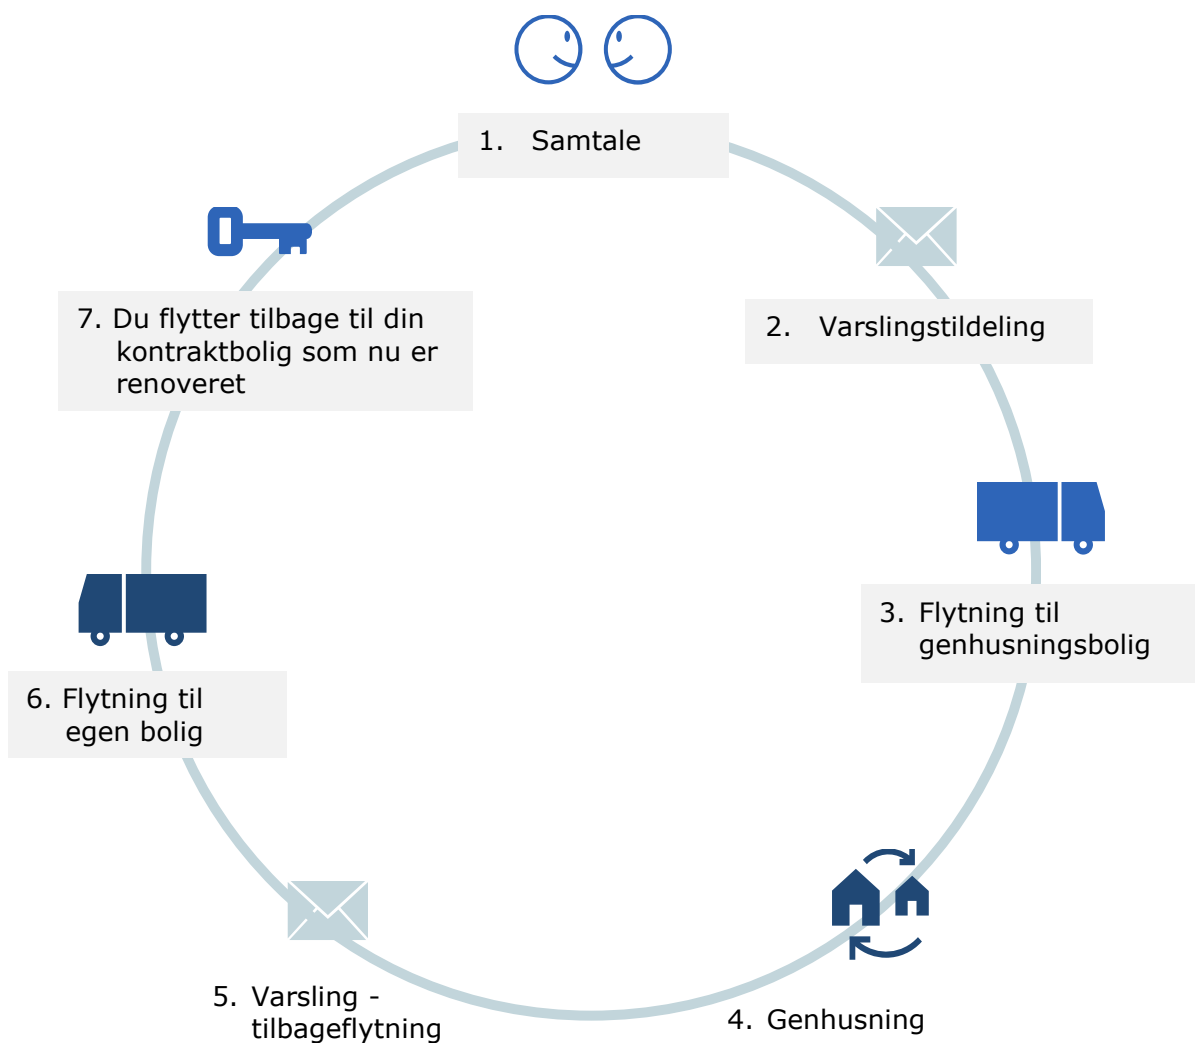 1. Samtale
2. Varslingstildeling
3. Flytning til
genhusningsbolig
4. Genhusning
5. Varsling -
tilbageflytning
6. Flytning til
egen bolig
7. Du flytter tilbage til din
kontraktbolig som nu er
renoveret